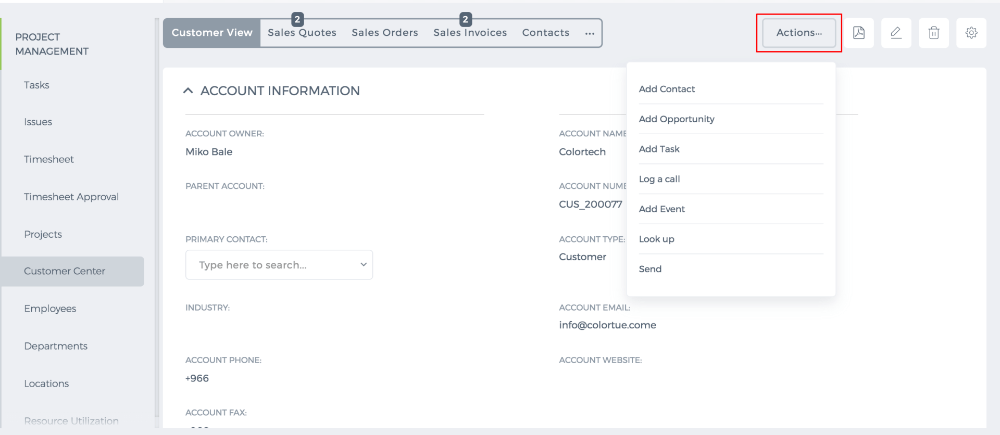 PROJECT
MANAGEMENT
Tasks
Issues
Timesheet
Timesheet Approval
Projects
Customer Center
Employees
Departments
Locations
Resource Utilization
2
2
Customer View Sales Quotes Sales Orders Sales Invoices Contacts ...
Actions...
Add Contact
Add Opportunity
Add Task
Log a call
Add Event
Look up
Send
ACCOUNT INFORMATION
ACCOUNT OWNER:
Miko Bale
PARENT ACCOUNT:
PRIMARY CONTACT:
Type here to search...
INDUSTRY:
ACCOUNT PHONE:
+966
ACCOUNT FAX:
ACCOUNT NAME
Colortech
ACCOUNT NUM
CUS_200077
ACCOUNT TYPE:
Customer
ACCOUNT EMAIL:
info@colortue.come
ACCOUNT WEBSITE: